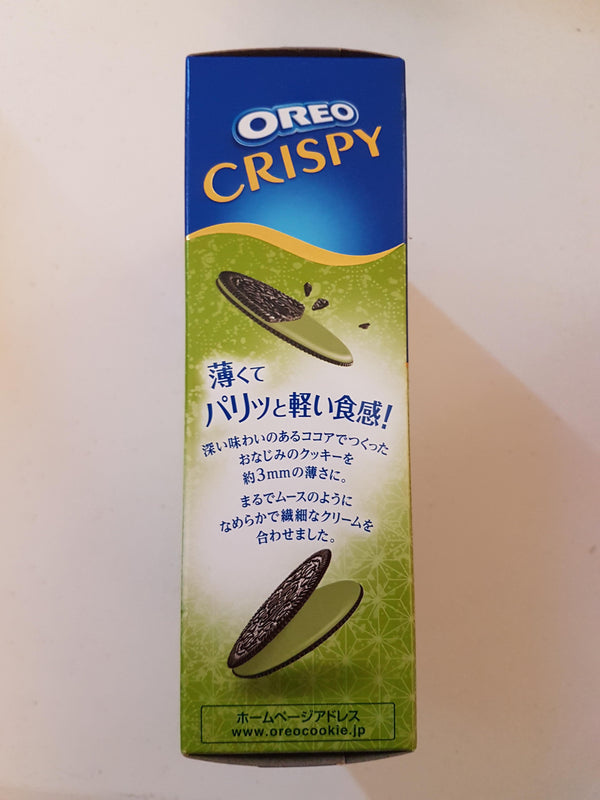 OREO
CRISPY
薄くて
パリッと軽い食感!
深い味わいのあるココアでつくった
おなじみのクッキーを
約3mmの薄さに。
まるでムースのように
なめらかで繊細なクリームを
合わせました。
ホームページアドレス
www.oreocookie.jp